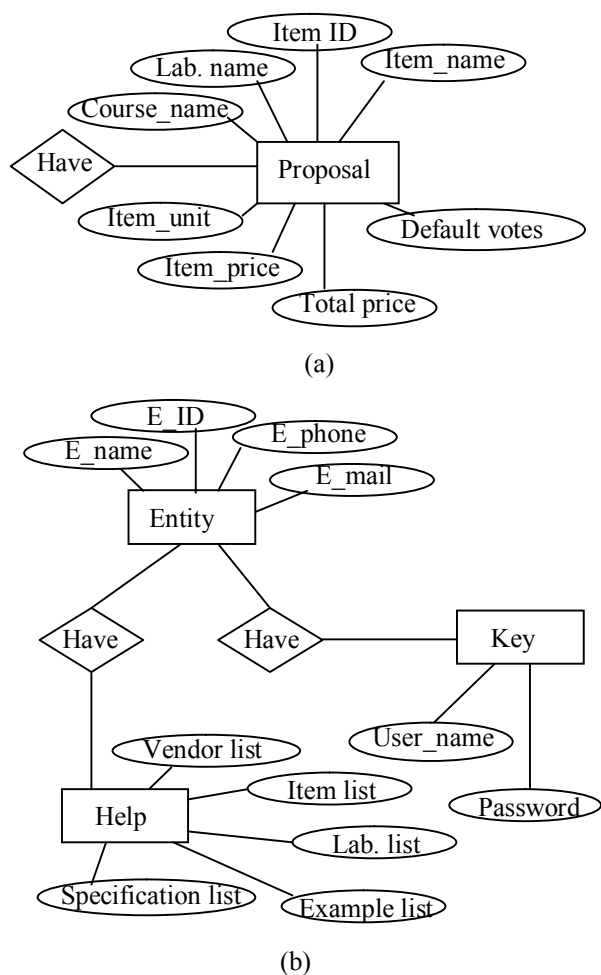 Item ID
Lab. name
Item_name
Course_name
Have
Proposal
Item_unit
Default votes
Item_price
Total price
(a)
E_ID
E_name
E_phone
E_mail
Entity
Have
Have
Key
User_name
Vendor list
Item list
Password
Help
Lab. list
Specification list
Example list
(b)